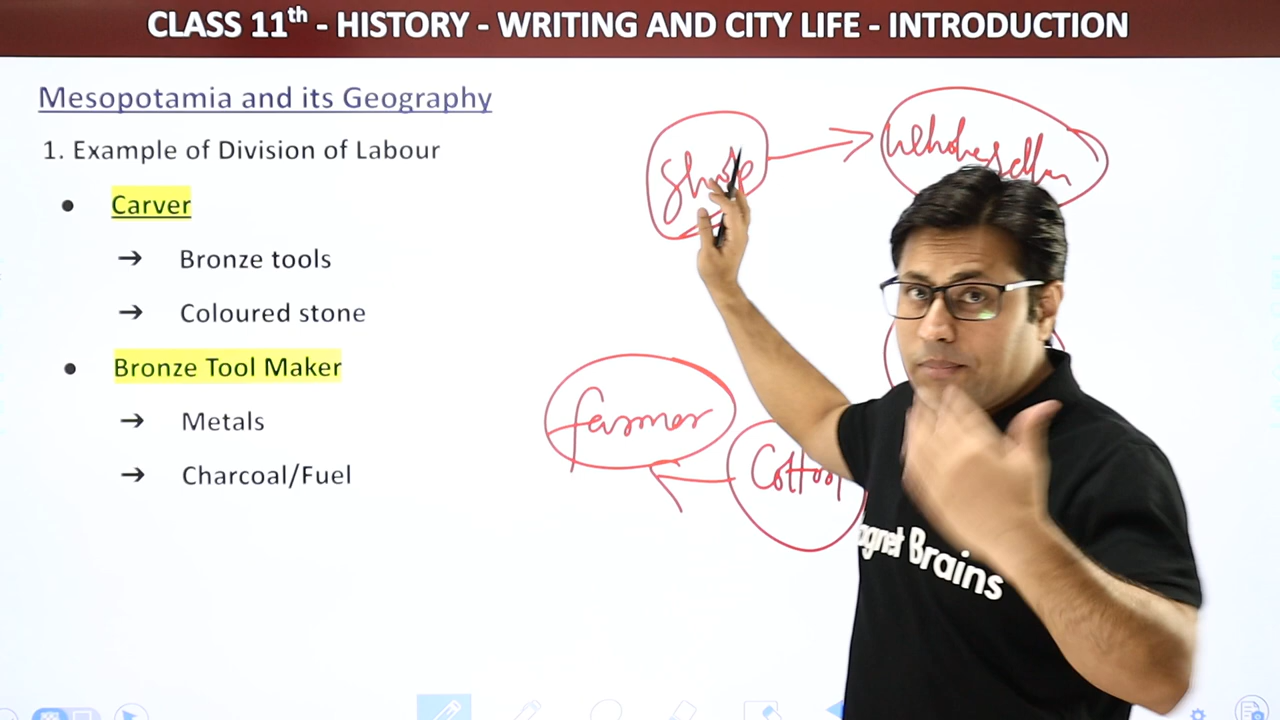 CLASS 11th - HISTORY - WRITING AND CITY LIFE - INTRODUCTION
Mesopotamia and its Geography
1. Example of Division of Labour
● Carver
➔ Bronze tools
➔ Coloured stone
● Bronze Tool Maker
➔ Metals
➔ Charcoal/Fuel
Shop
farmer
Cotton
agnet Brains